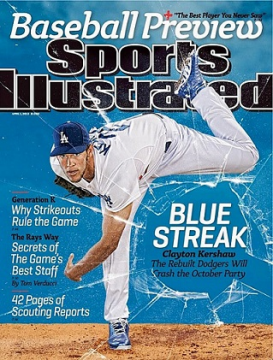 Baseball Preview
"The Best Player You Never Saw"
Sports
Illustrated
Generation K
Why Strikeouts
Rule the Game
The Rays Way
Secrets of
The Game's
Best Staff
By Tom Verducci
42 Pages of
Scouting Reports
BLUE
STREAK
Clayton Kershaw
The Rebuilt Dodgers Will
Crash the October Party